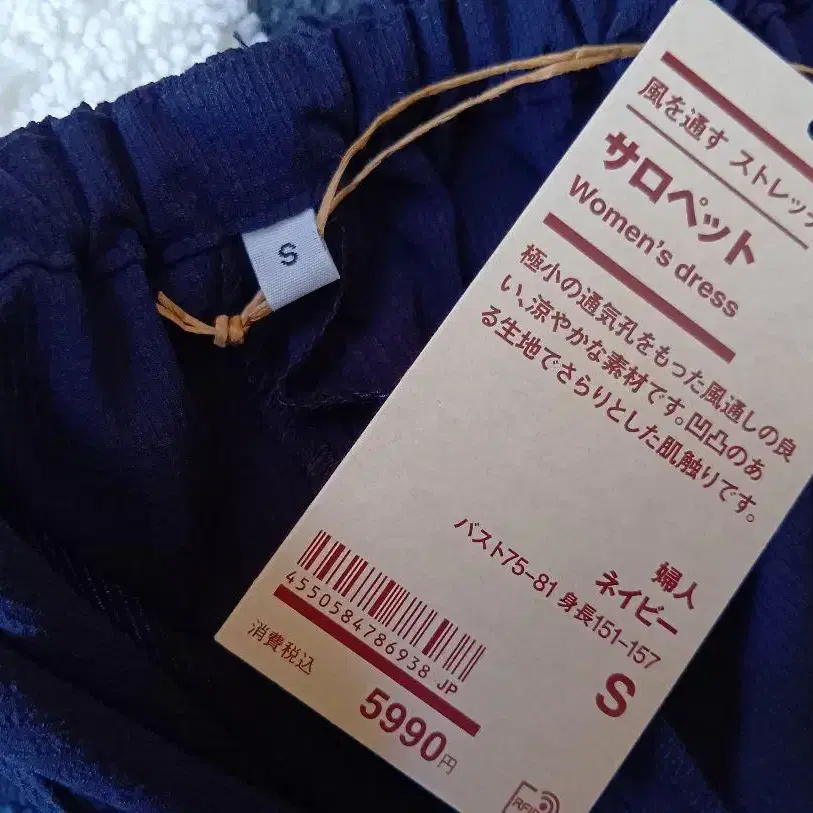 S
風を通す ストレッチ
サロペット
Women's dress
極小の通気孔をもった風通しの良
い、涼やかな素材です。凹凸のあ
る生地でさらりとした肌触りです。
婦人
ネイビー
バスト75-81 身長151-157
S
4550584786938 JP
消費税込
5990円
RFID